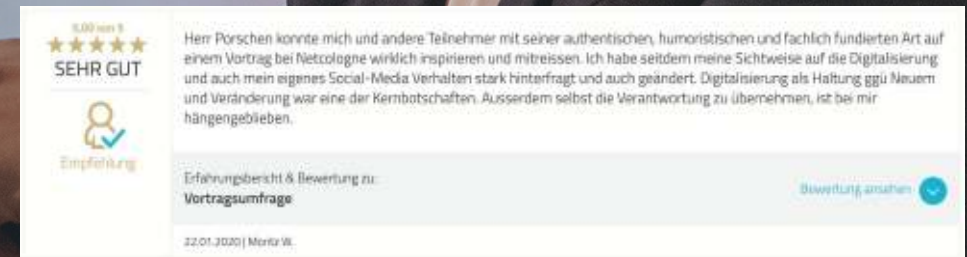 5,00 von 5
SEHR GUT
Empfehlung
Herr Porschen konnte mich und andere Teilnehmer mit seiner authentischen, humoristischen und fachlich fundierten Art auf
einem Vortrag bei Netcologne wirklich inspirieren und mitreissen. Ich habe seitdem meine Sichtweise auf die Digitalisierung
und auch mein eigenes Social-Media Verhalten stark hinterfragt und auch geändert. Digitalisierung als Haltung ggü Neuem
und Veränderung war eine der Kernbotschaften. Ausserdem selbst die Verantwortung zu übernehmen, ist bei mir
hängengeblieben.
Erfahrungsbericht & Bewertung zu:
Vortragsumfrage
Bewertung ansehen
22.01.2020 | Moritz W.